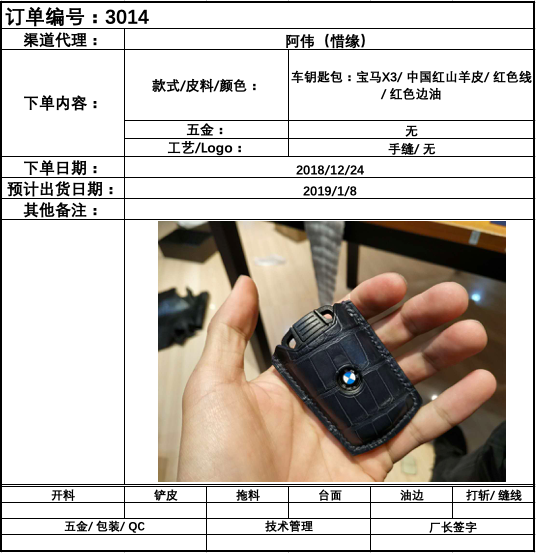 订单编号：3014
渠道代理：
阿伟（惜缘）
下单内容：
款式/皮料/颜色：
车钥匙包：宝马X3/ 中国红山羊皮/ 红色线
/ 红色边油
五金：
无
工艺/Logo：
手缝/ 无
下单日期：
2018/12/24
预计出货日期：
2019/1/8
其他备注：
开料
铲皮
拖料
台面
油边
打斩/ 缝线
五金/ 包装/ QC
技术管理
厂长签字